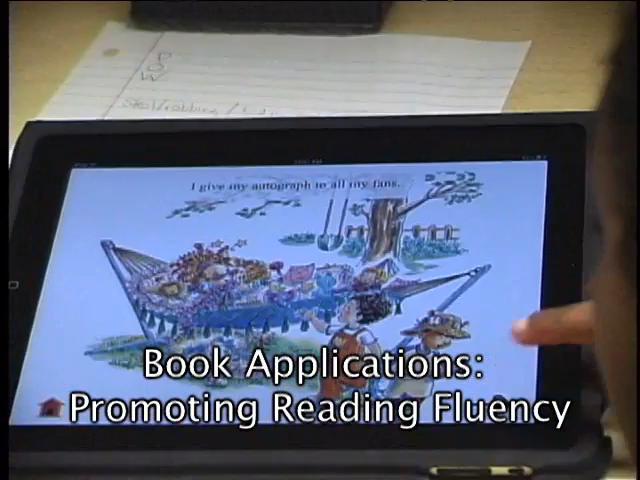 P
O
W
I give my autograph to all my fans.
Book Applications:
Promoting Reading Fluency